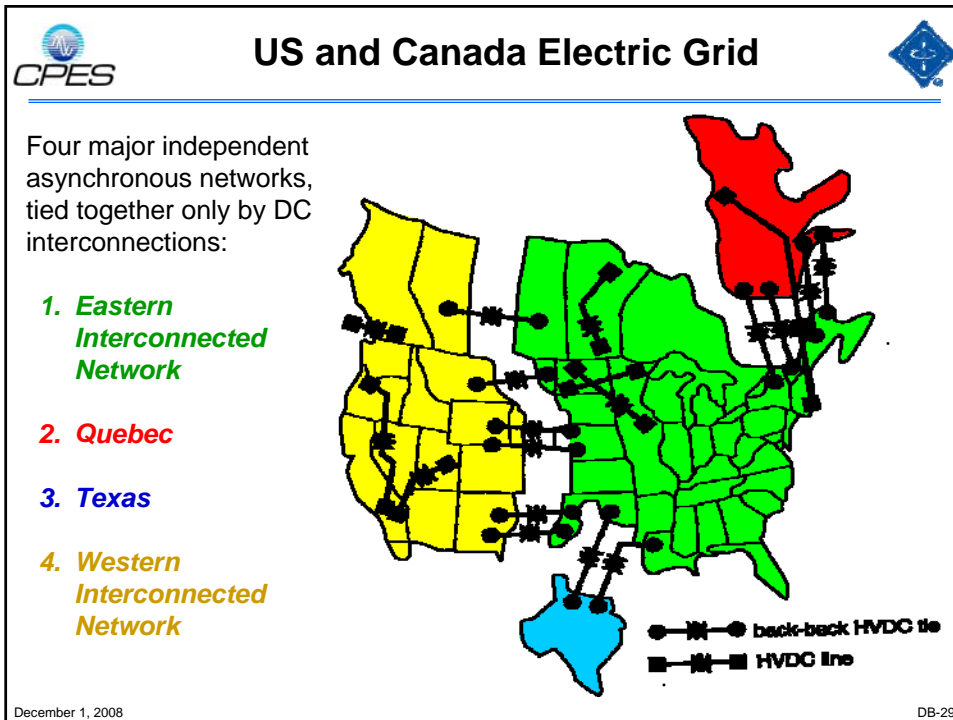 CPES
US and Canada Electric Grid
Four major independent
asynchronous networks,
tied together only by DC
interconnections:
1. Eastern
Interconnected
Network
2. Quebec
3. Texas
4. Western
Interconnected
Network
back-back HVDC tie
HVDC line
December 1, 2008
DB-29